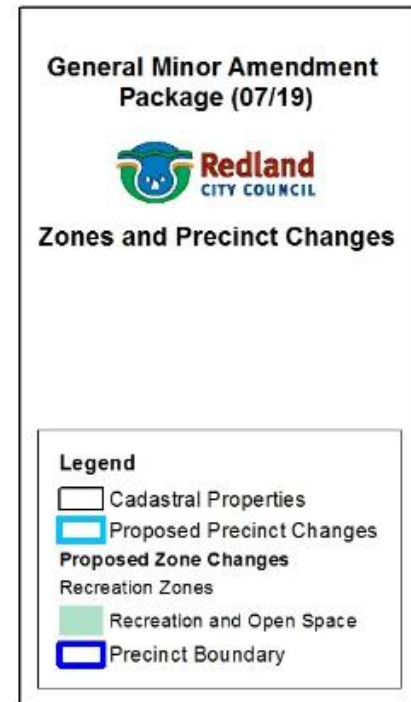 General Minor Amendment
Package (07/19)
Redland
CITY COUNCIL
Zones and Precinct Changes
Legend
Cadastral Properties
Proposed Precinct Changes
Proposed Zone Changes
Recreation Zones
Recreation and Open Space
Precinct Boundary